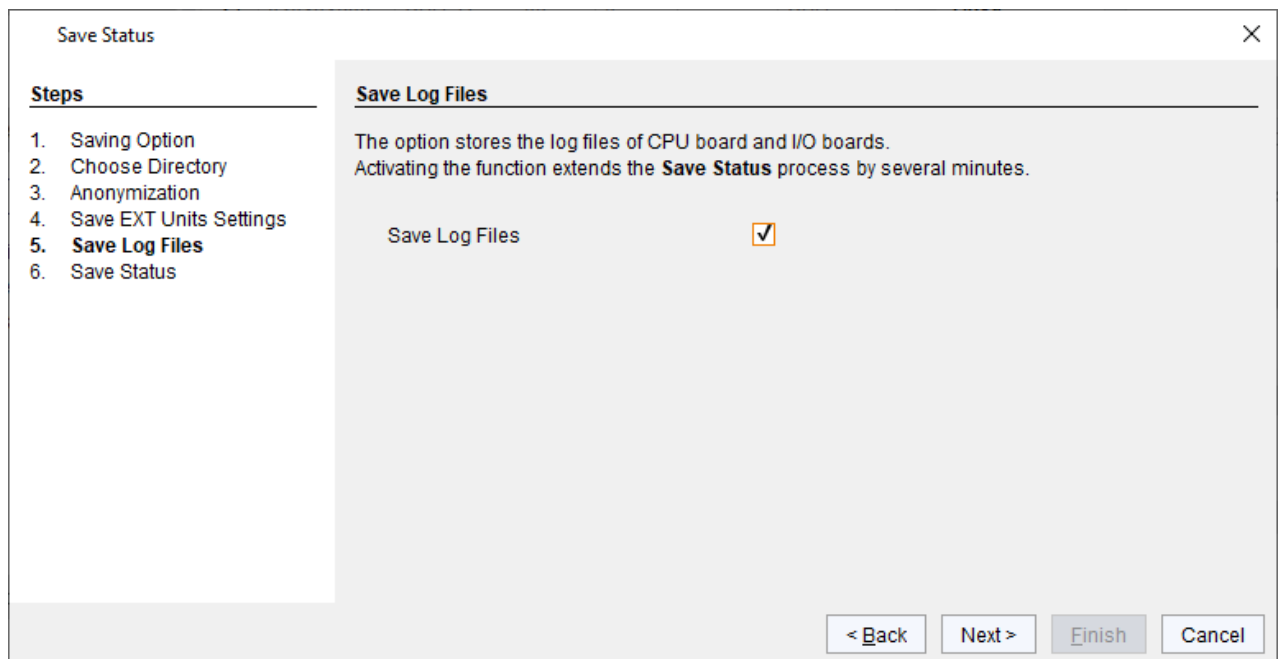 Save Status
Steps
1. Saving Option
2. Choose Directory
3. Anonymization
4. Save EXT Units Settings
5. Save Log Files
6. Save Status
Save Log Files
The option stores the log files of CPU board and I/O boards.
Activating the function extends the Save Status process by several minutes.
Save Log Files
< Back Next > Finish Cancel